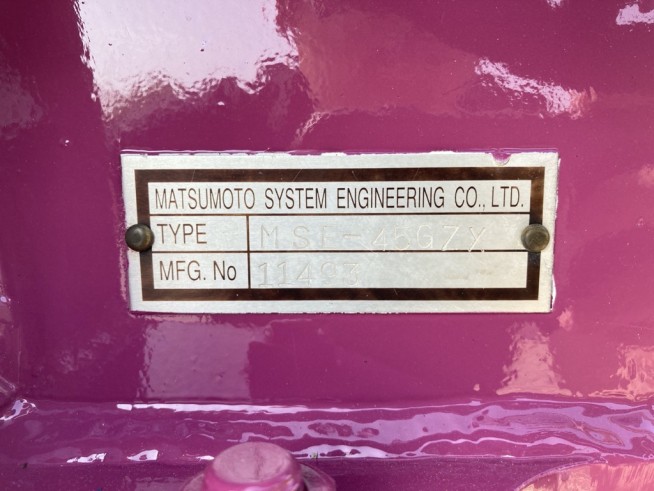 MATSUMOTO SYSTEM ENGINEERING CO., LTD.
TYPE
MFG. No